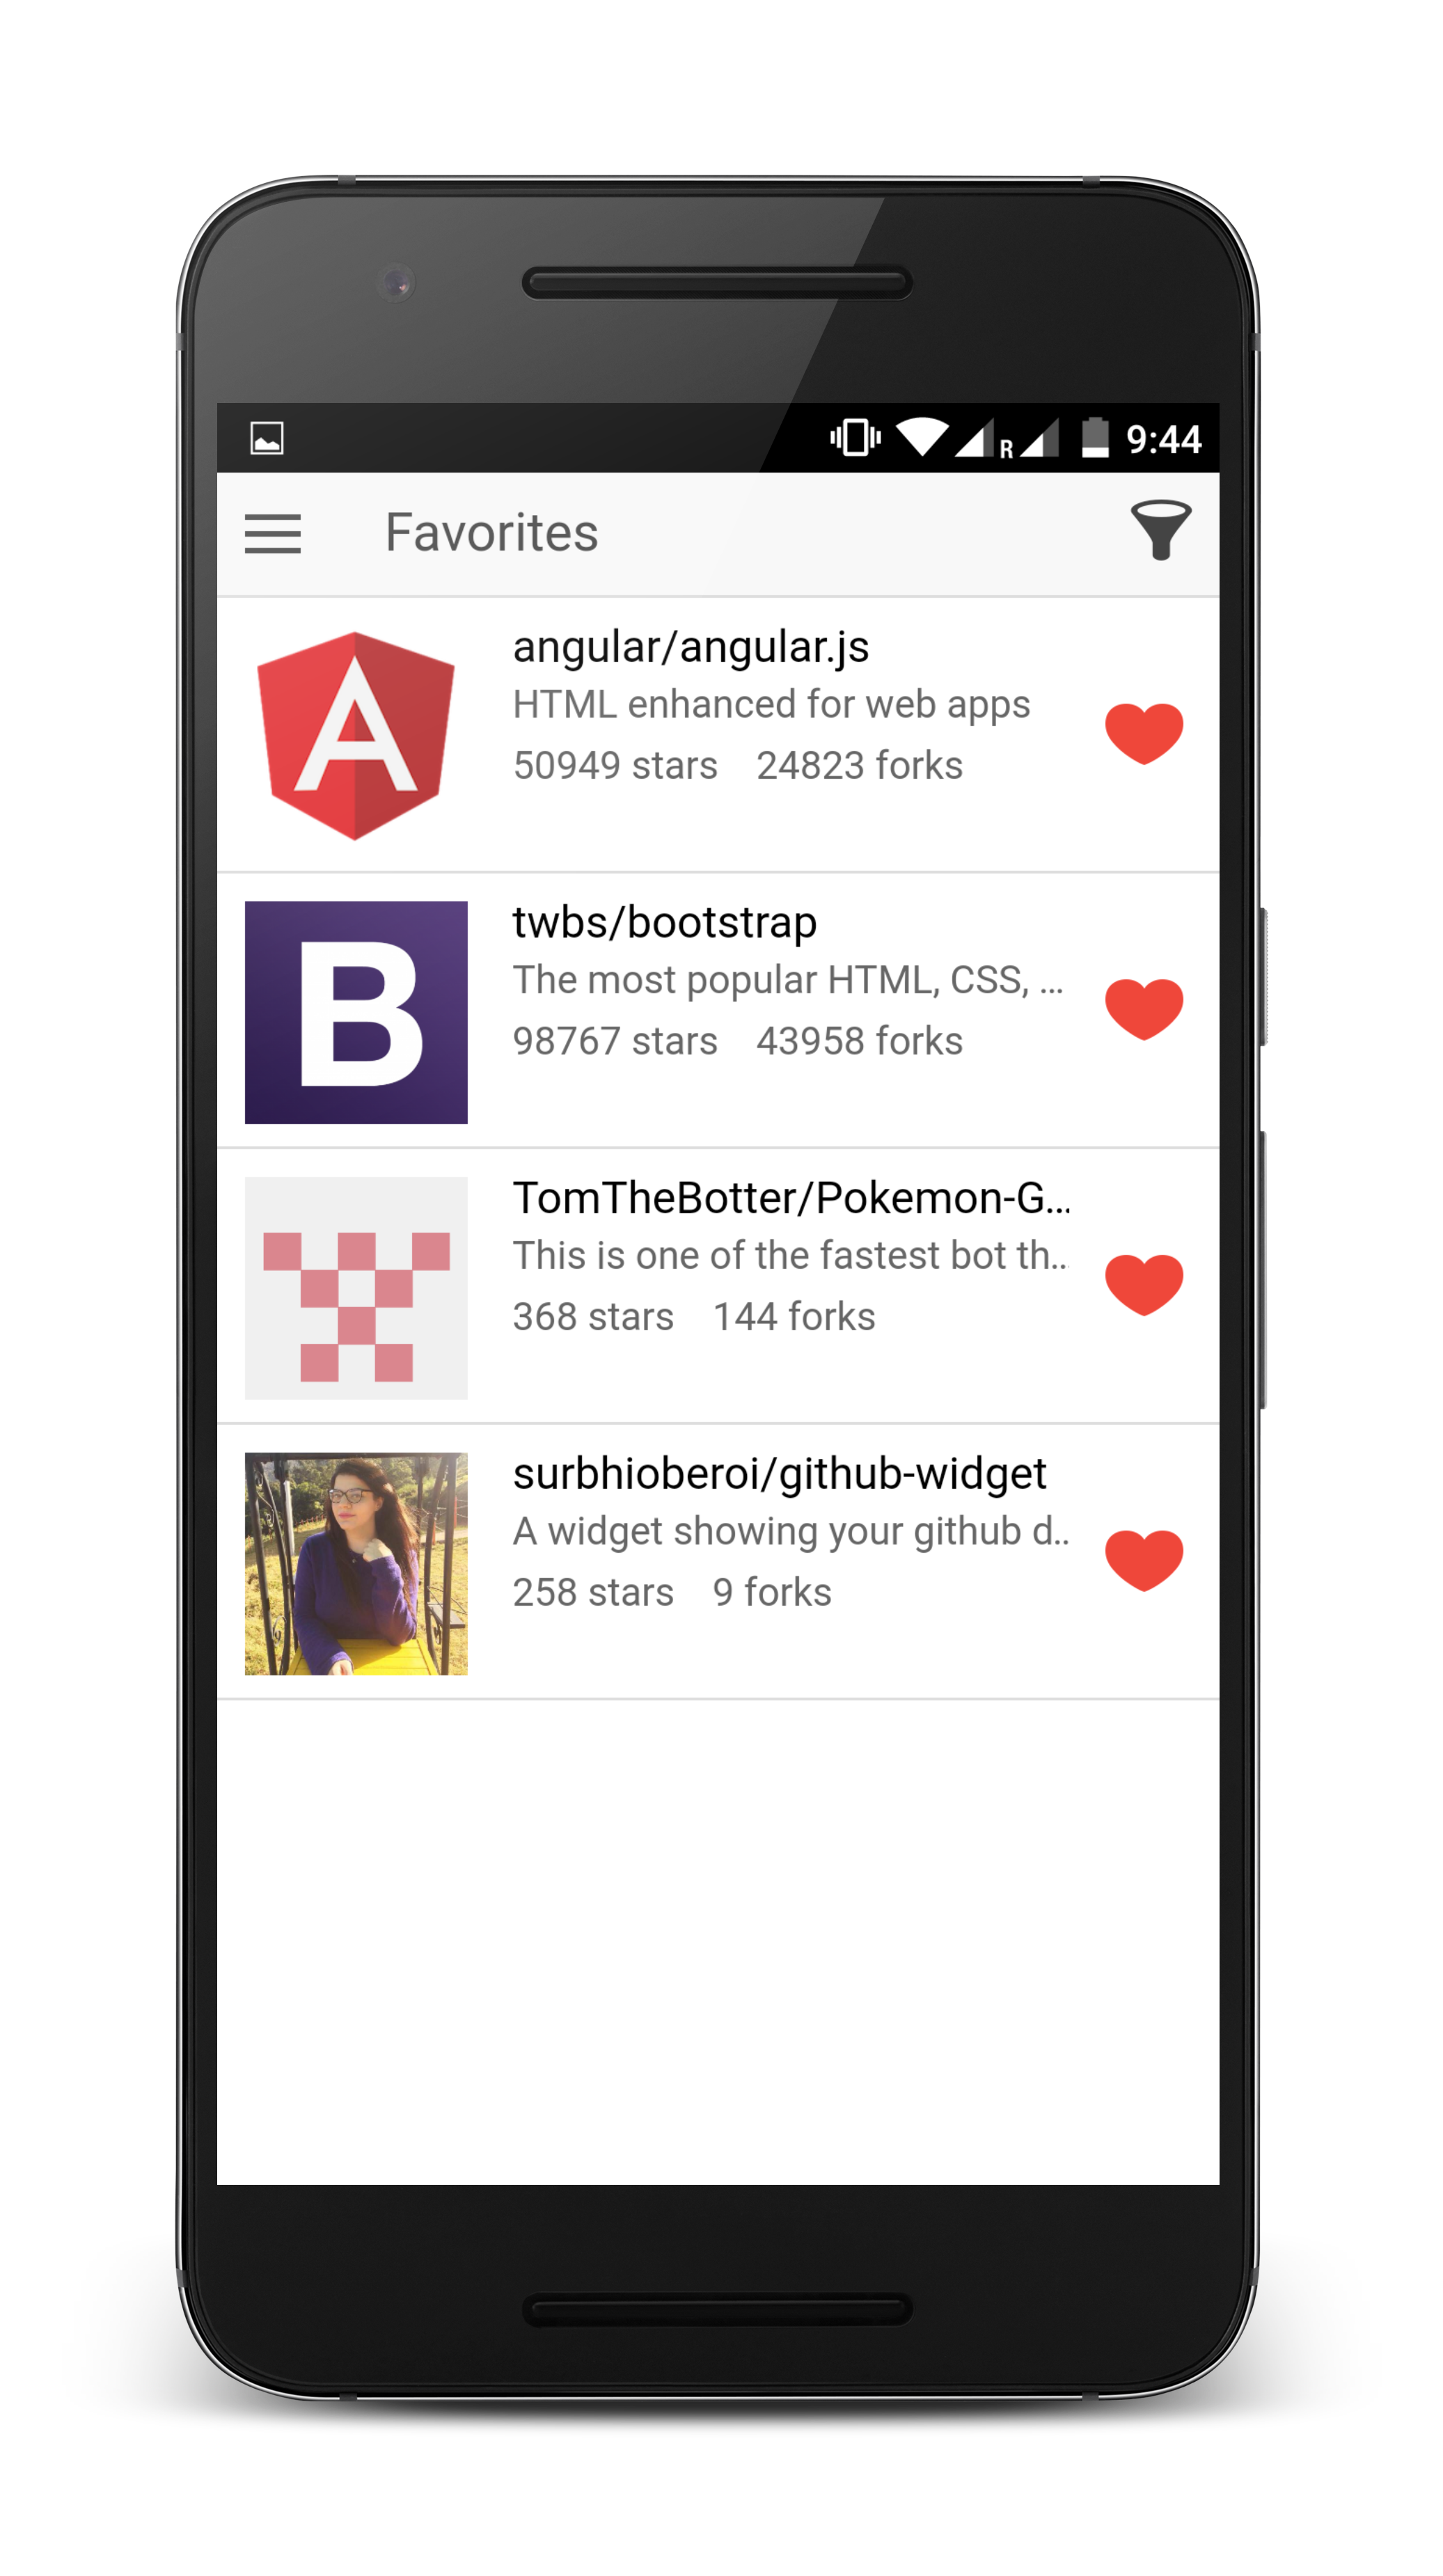 R 9:44
Favorites
A
angular/angular.js
HTML enhanced for web apps
50949 stars 24823 forks
B
twbs/bootstrap
The most popular HTML, CSS, ...
98767 stars 43958 forks
TomTheBotter/Pokemon-G...
This is one of the fastest bot th...
368 stars 144 forks
surbhioberoi/github-widget
A widget showing your github d..
258 stars 9 forks